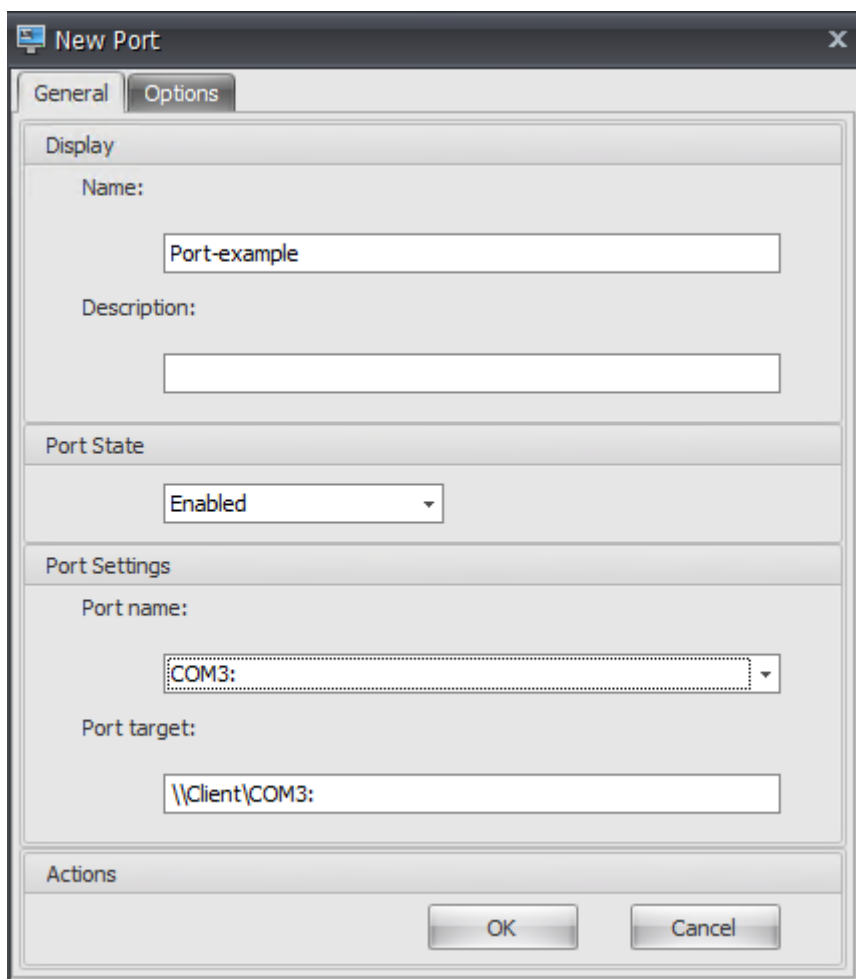 New Port
General Options
Display
Name:
Port-example
Description:
Port State
Enabled
Port Settings
Port name:
COM3:
Port target:
\\Client\COM3:
Actions
OK Cancel